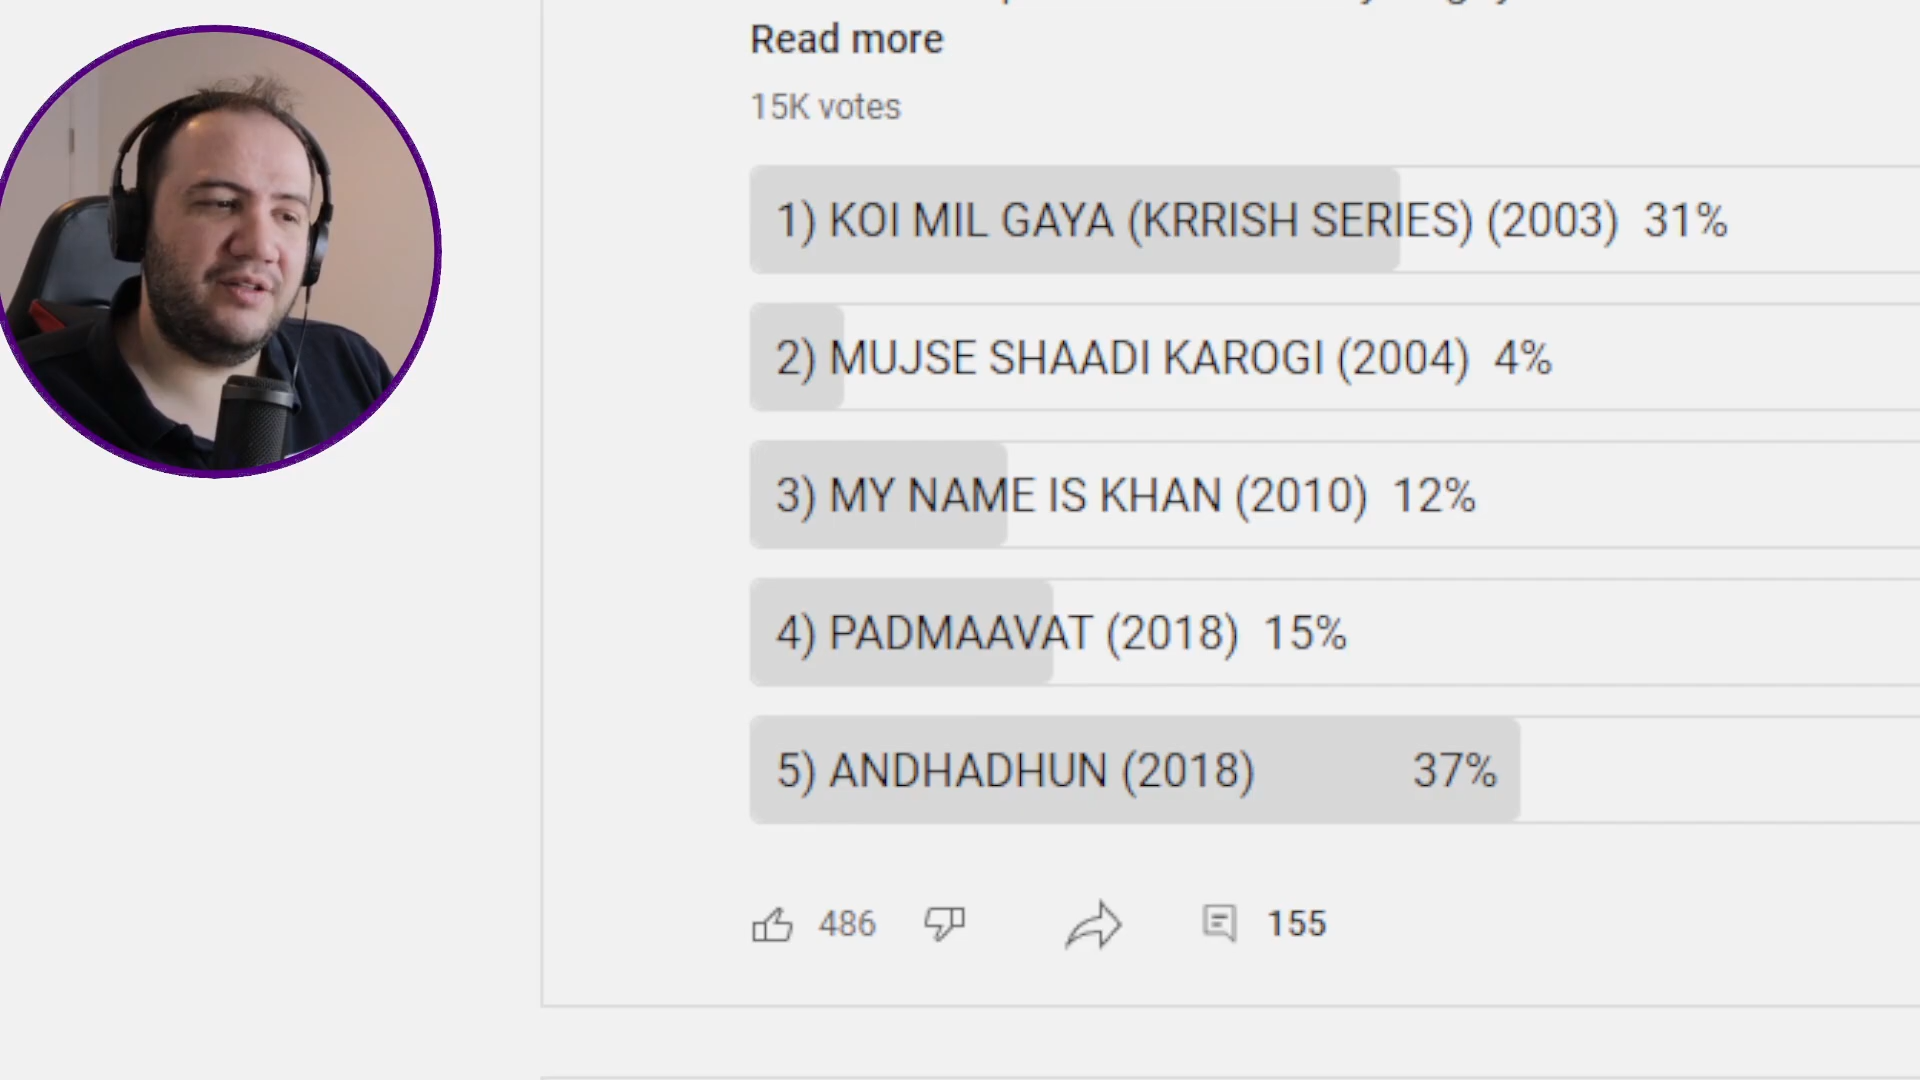 Read more
15K votes
1) KOI MIL GAYA (KRRISH SERIES) (2003) 31%
2) MUJSE SHAADI KAROGI (2004) 4%
3) MY NAME IS KHAN (2010) 12%
4) PADMAAVAT (2018) 15%
5) ANDHADHUN (2018) 37%
486 155